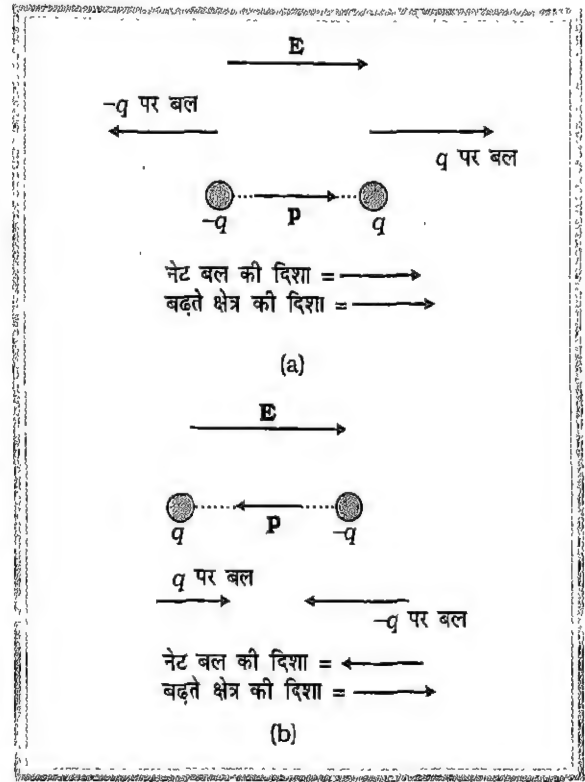 E
–q पर बल
q पर बल
–q p q
नेट बल की दिशा =
बढ़ते क्षेत्र की दिशा =
(a)
E
q p –q
q पर बल
–q पर बल
नेट बल की दिशा =
बढ़ते क्षेत्र की दिशा =
(b)